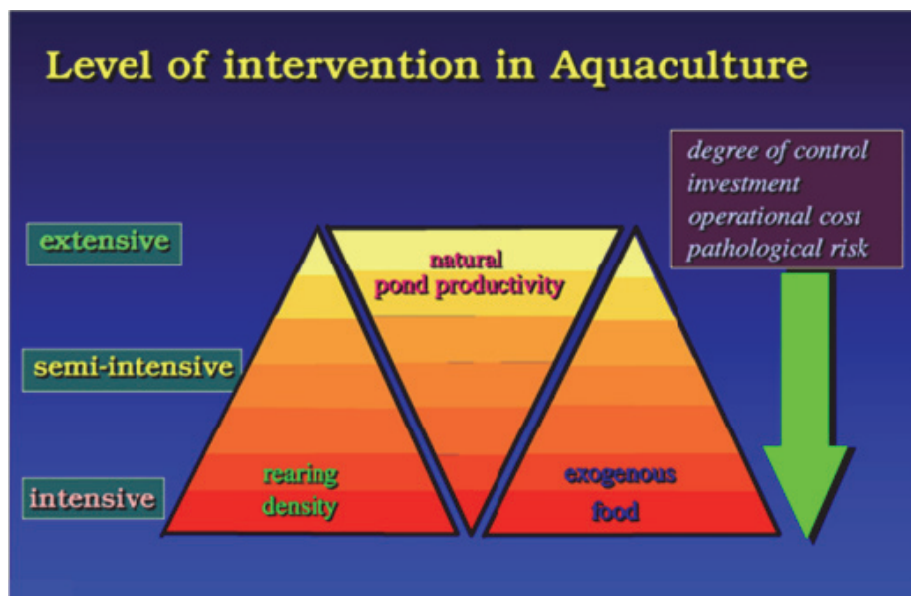 Level of intervention in Aquaculture
degree of control
investment
operational cost
pathological risk
extensive
natural
pond productivity
semi-intensive
rearing
density
exogenous
food
intensive